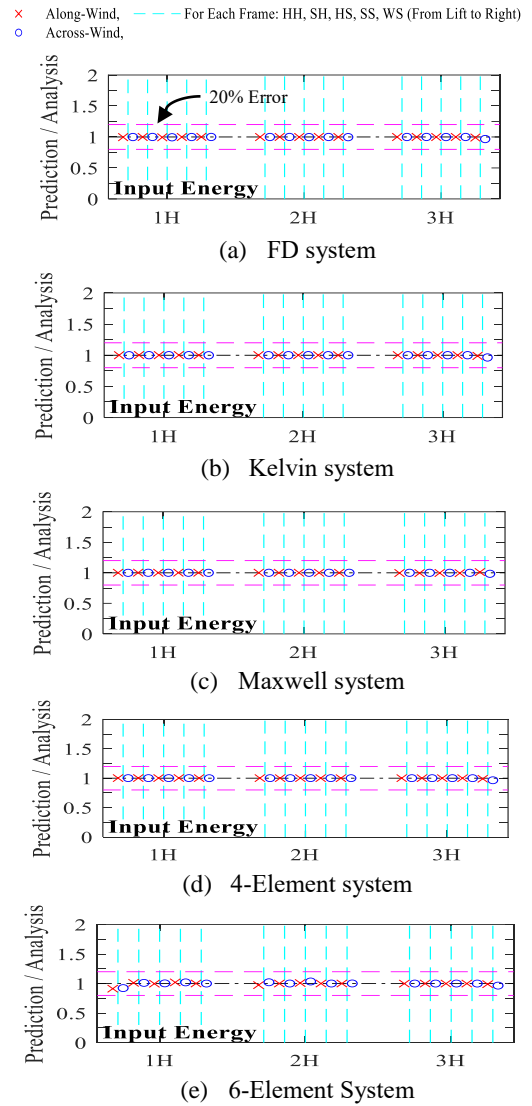 Along-Wind, For Each Frame: HH, SH, HS, SS, WS (From Lift to Right)
Across-Wind,
2
1.5
1
0.5
0
Prediction / Analysis
20% Error
Input Energy
1H 2H 3H
(a) FD system
2
1.5
1
0.5
0
Prediction / Analysis
Input Energy
1H 2H 3H
(b) Kelvin system
2
1.5
1
0.5
0
Prediction / Analysis
Input Energy
1H 2H 3H
(c) Maxwell system
2
1.5
1
0.5
0
Prediction / Analysis
Input Energy
1H 2H 3H
(d) 4-Element system
2
1.5
1
0.5
0
Prediction / Analysis
Input Energy
1H 2H 3H
(e) 6-Element System